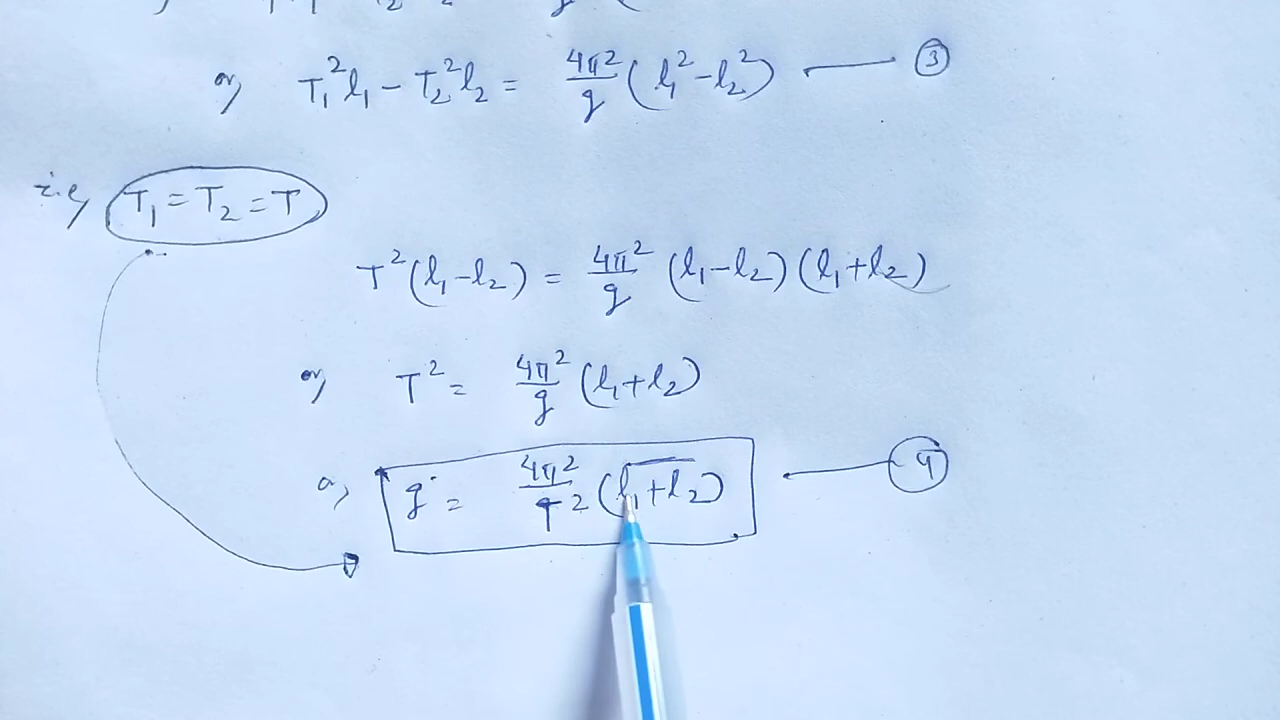 or, T₁²l₁ - T₂²l₂ = 4π²/g (l₁² - l₂²) — ③
i.e, T₁ = T₂ = T
T²(l₁-l₂) = 4π²/g (l₁-l₂)(l₁+l₂)
or, T² = 4π²/g (l₁+l₂)
or, g = 4π²/T² (l₁+l₂) — ④